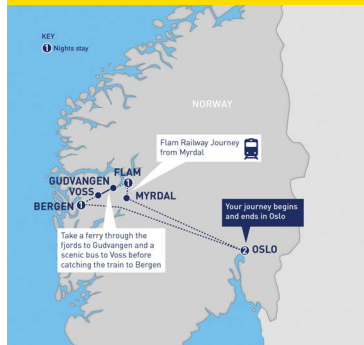 KEY
1 Nights stay
NORWAY
Flam Railway Journey
from Myrdal
FLAM
1
GUDVANGEN
VOSS
MYRDAL
BERGEN 1
Your journey begins
and ends in Oslo
Take a ferry through the
fjords to Gudvangen and a
scenic bus to Voss before
catching the train to Bergen
2 OSLO